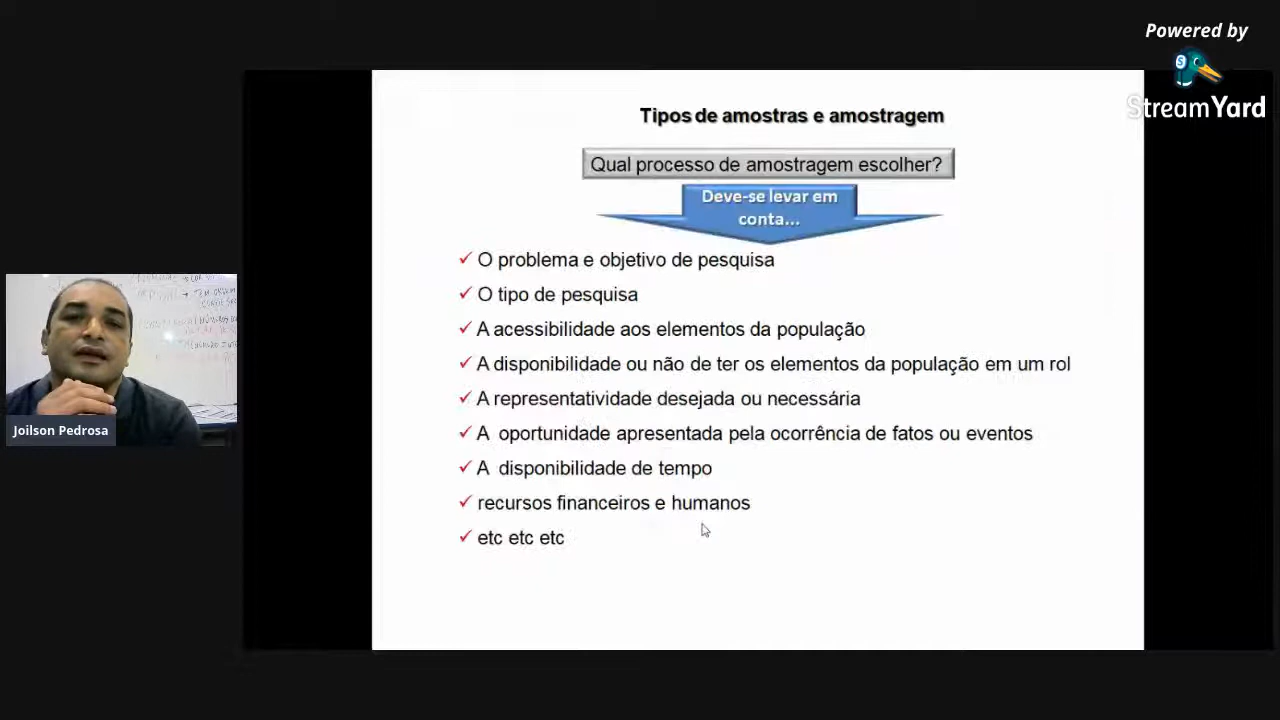 Powered by
StreamYard
Tipos de amostras e amostragem
Qual processo de amostragem escolher?
Deve-se levar em
conta...
✓ O problema e objetivo de pesquisa
✓ O tipo de pesquisa
✓ A acessibilidade aos elementos da população
✓ A disponibilidade ou não de ter os elementos da população em um rol
✓ A representatividade desejada ou necessária
✓ A oportunidade apresentada pela ocorrência de fatos ou eventos
✓ A disponibilidade de tempo
✓ recursos financeiros e humanos
✓ etc etc etc
Joilson Pedrosa